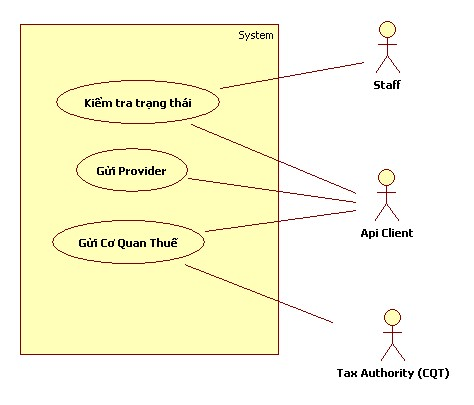 System
Staff
Kiểm tra trạng thái
Gửi Provider
Api Client
Gửi Cơ Quan Thuế
Tax Authority (CQT)